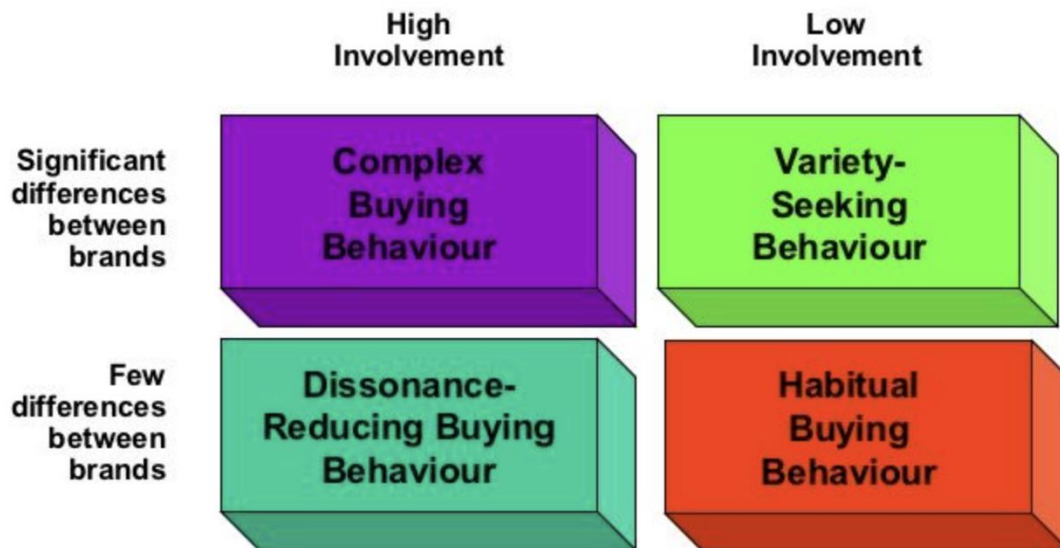 High
Involvement
Low
Involvement
Significant
differences
between
brands
Complex
Buying
Behaviour
Variety-
Seeking
Behaviour
Few
differences
between
brands
Dissonance-
Reducing Buying
Behaviour
Habitual
Buying
Behaviour